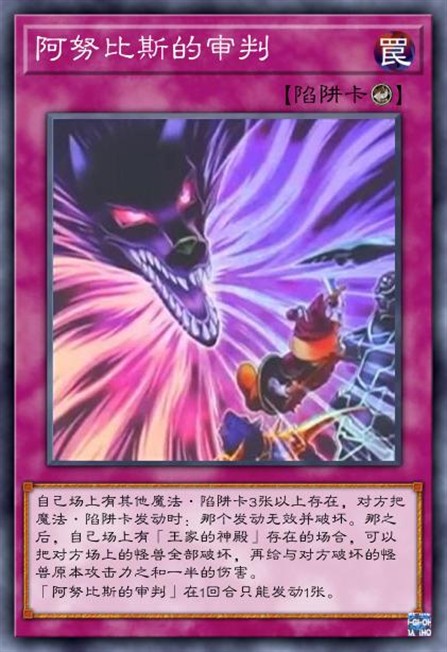 阿努比斯的审判
罠
【陷阱卡】
自己场上有其他魔法·陷阱卡3张以上存在，对方把
魔法·陷阱卡发动时：那个发动无效并破坏。那之
后，自己场上有「王家的神殿」存在的场合，可以
把对方场上的怪兽全部破坏，再给与对方破坏的怪
兽原本攻击力之和一半的伤害。
「阿努比斯的审判」在1回合只能发动1张。